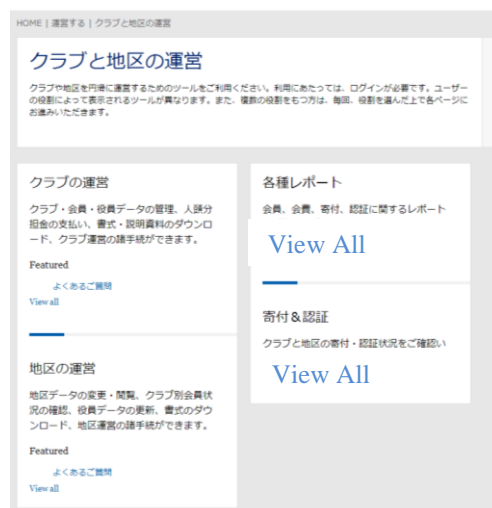 HOME | 運営する | クラブと地区の運営
クラブと地区の運営
クラブや地区を円滑に運営するためのツールをご利用ください。利用にあたっては、ログインが必要です。ユーザー
の役割によって表示されるツールが異なります。また、複数の役割をもつ方は、毎回、役割を選んだ上で各ページに
お進みいただきます。
クラブの運営
クラブ・会員・役員データの管理、人頭分
担金の支払い、書式・説明資料のダウンロ
ード、クラブ運営の諸手続ができます。
Featured
よくあるご質問
View all
地区の運営
地区データの変更・閲覧、クラブ別会員状
況の確認、役員データの更新、書式のダウ
ンロード、地区運営の諸手続ができます。
Featured
よくあるご質問
View all
各種レポート
会員、会費、寄付、認証に関するレポート
View All
寄付&認証
クラブと地区の寄付・認証状況をご確認い
View All